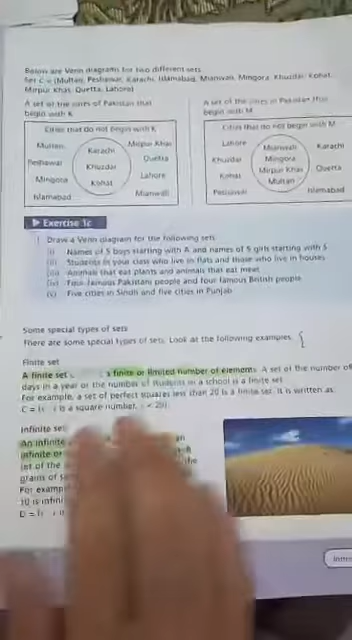 Below are Venn diagrams for two different sets.
Set C = {Multan, Peshawar, Karachi, Islamabad, Mianwali, Mingora, Khuzdar, Kohat,
Mirpur Khas, Quetta, Lahore}
A set of the cities of Pakistan that
begin with K
Cities that do not begin with K
Multan
Karachi
Mirpur Khas
Peshawar
Khuzdar
Quetta
Mingora
Kohat
Lahore
Islamabad
Mianwali
A set of the cities in Pakistan that
begin with M
Cities that do not begin with M
Lahore
Mianwali
Karachi
Khuzdar
Mingora
Kohat
Mirpur Khas
Quetta
Multan
Peshawar
Islamabad
Exercise 1c
1 Draw a Venn diagram for the following sets
(i) Names of 5 boys starting with A and names of 5 girls starting with S
(ii) Students in your class who live in flats and those who live in houses
(iii) Animals that eat plants and animals that eat meat
(iv) Four famous Pakistani people and four famous British people
(v) Five cities in Sindh and five cities in Punjab
Some special types of sets
There are some special types of sets. Look at the following examples.
Finite set
A finite set a finite or limited number of elements. A set of the number of
days in a year or the number of students in a school is a finite set.
For example, a set of perfect squares less than 20 is a finite set. It is written as:
is a square number, < 20}
Infinite set
An infinite an
infinite or
set of the the
grains of
For example
10 is infini
D = {